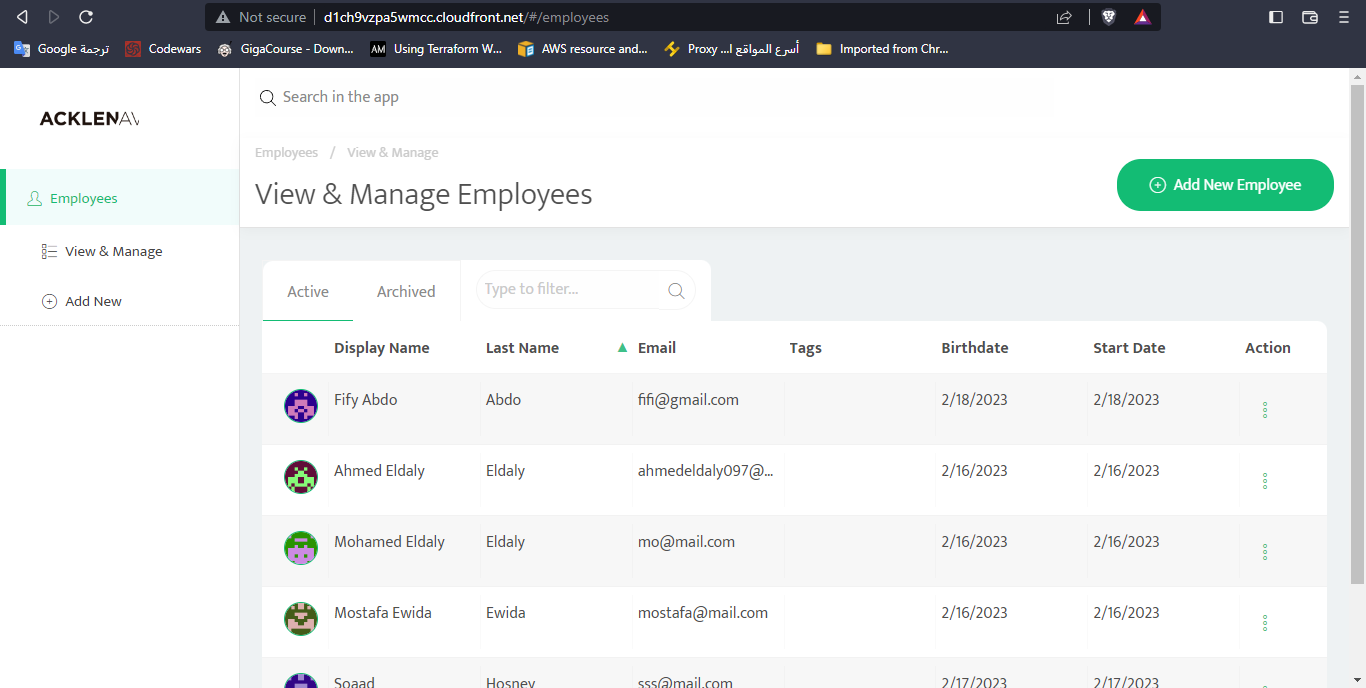 Not secure d1ch9vzpa5wmcc.cloudfront.net/#/employees
ترجمة Google Codewars GigaCourse - Down... AM Using Terraform W... AWS resource and... Proxy ...أسرع المواقع ا Imported from Chr...
ACKLENAV
Search in the app
Employees / View & Manage
View & Manage Employees
Add New Employee
Employees
View & Manage
Add New
Active Archived Type to filter...
Display Name Last Name Email Tags Birthdate Start Date Action
Fify Abdo Abdo fifi@gmail.com 2/18/2023 2/18/2023
Ahmed Eldaly Eldaly ahmedeldaly097@... 2/16/2023 2/16/2023
Mohamed Eldaly Eldaly mo@mail.com 2/16/2023 2/16/2023
Mostafa Ewida Ewida mostafa@mail.com 2/16/2023 2/16/2023
Soaad Hosney sss@mail.com 2/17/2023 2/17/2023